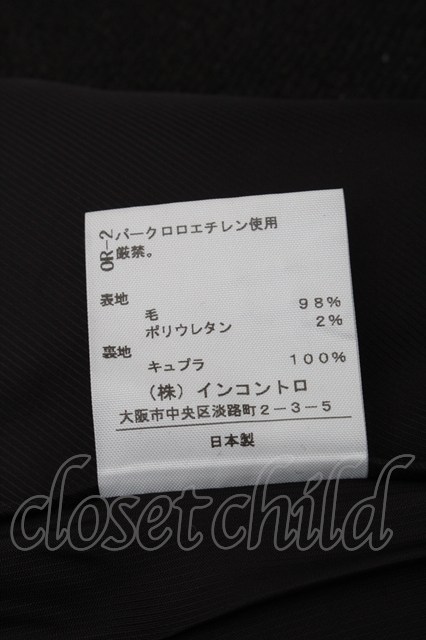 OR-2
パークロロエチレン使用
厳禁。
表地
毛 98%
ポリウレタン 2%
裏地
キュプラ 100%
(株)インコントロ
大阪市中央区淡路町2-3-5
日本製
closetchild